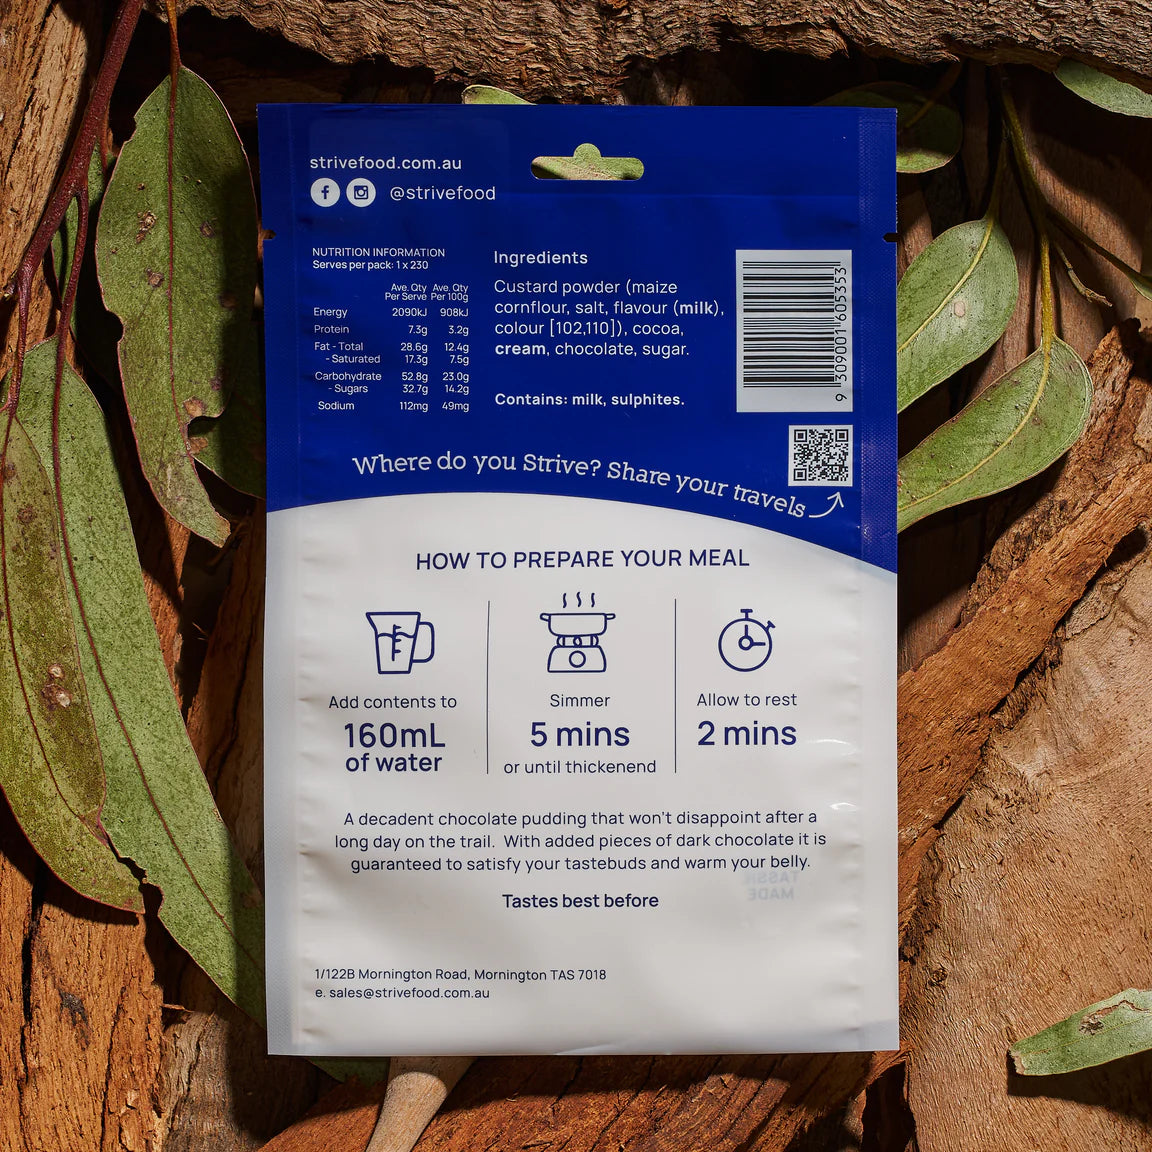 strivefood.com.au
@strivefood
NUTRITION INFORMATION
Serves per pack: 1 x 230
Ave. Qty Ave. Qty
Per Serve Per 100g
Energy 2090kJ 908kJ
Protein 7.3g 3.2g
Fat - Total 28.6g 12.4g
- Saturated 17.3g 7.5g
Carbohydrate 52.8g 23.0g
- Sugars 32.7g 14.2g
Sodium 112mg 49mg
Ingredients
Custard powder (maize
cornflour, salt, flavour (milk),
colour [102,110]), cocoa,
cream, chocolate, sugar.
Contains: milk, sulphites.
9 309001 605353
Where do you Strive? Share your travels
HOW TO PREPARE YOUR MEAL
Add contents to
160mL
of water
Simmer
5 mins
or until thickenend
Allow to rest
2 mins
A decadent chocolate pudding that won't disappoint after a
long day on the trail. With added pieces of dark chocolate it is
guaranteed to satisfy your tastebuds and warm your belly.
TASSIE
MADE
Tastes best before
1/122B Mornington Road, Mornington TAS 7018
e. sales@strivefood.com.au